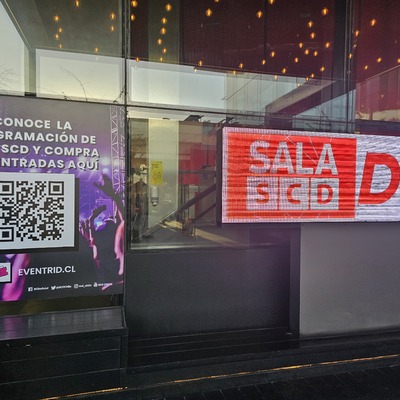 CONOCE LA
GRAMACIÓN DE
SCD Y COMPRA
ENTRADAS AQUÍ
EVENTRID.CL
SALA
SCD
D